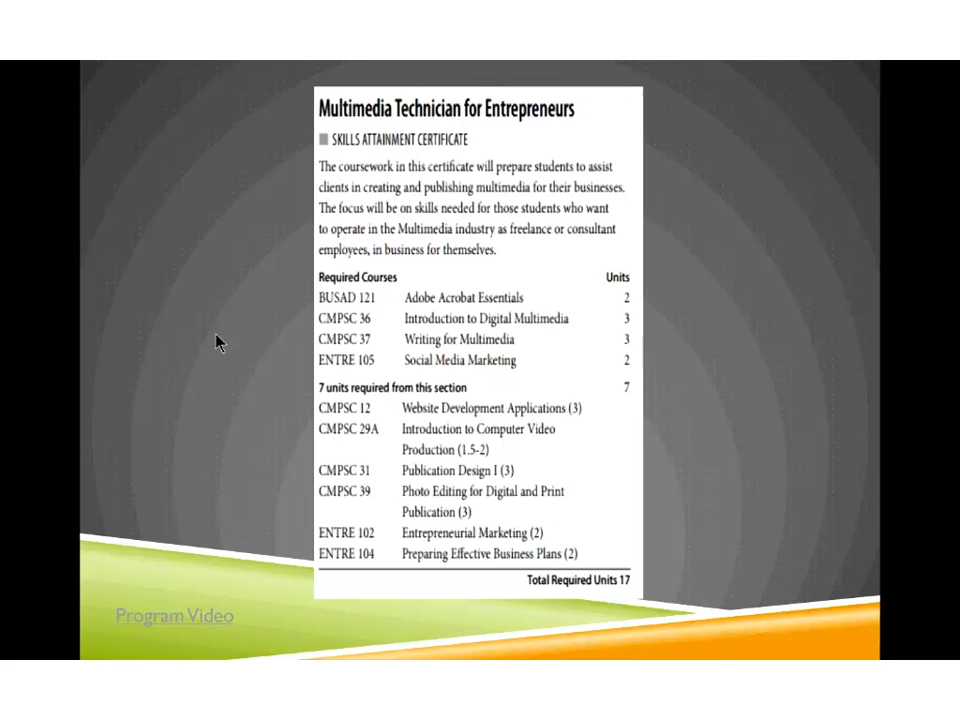 Multimedia Technician for Entrepreneurs
SKILLS ATTAINMENT CERTIFICATE
The coursework in this certificate will prepare students to assist
clients in creating and publishing multimedia for their businesses.
The focus will be on skills needed for those students who want
to operate in the Multimedia industry as freelance or consultant
employees, in business for themselves.
Required Courses Units
BUSAD 121 Adobe Acrobat Essentials 2
CMPSC 36 Introduction to Digital Multimedia 3
CMPSC 37 Writing for Multimedia 3
ENTRE 105 Social Media Marketing 2
7 units required from this section 7
CMPSC 12 Website Development Applications (3)
CMPSC 29A Introduction to Computer Video
Production (1.5-2)
CMPSC 31 Publication Design I (3)
CMPSC 39 Photo Editing for Digital and Print
Publication (3)
ENTRE 102 Entrepreneurial Marketing (2)
ENTRE 104 Preparing Effective Business Plans (2)
Total Required Units 17
Program Video